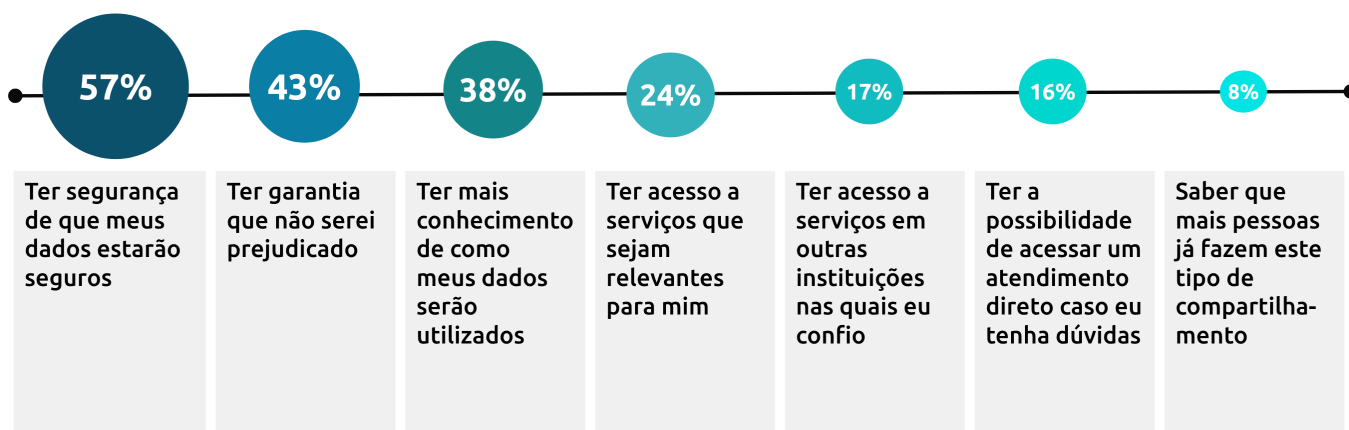 57%
43%
38%
24%
17%
16%
8%
Ter segurança
de que meus
dados estarão
seguros
Ter garantia
que não serei
prejudicado
Ter mais
conhecimento
de como
meus dados
serão
utilizados
Ter acesso a
serviços que
sejam
relevantes
para mim
Ter acesso a
serviços em
outras
instituições
nas quais eu
confio
Ter a
possibilidade
de acessar um
atendimento
direto caso eu
tenha dúvidas
Saber que
mais pessoas
já fazem este
tipo de
compartilha-
mento